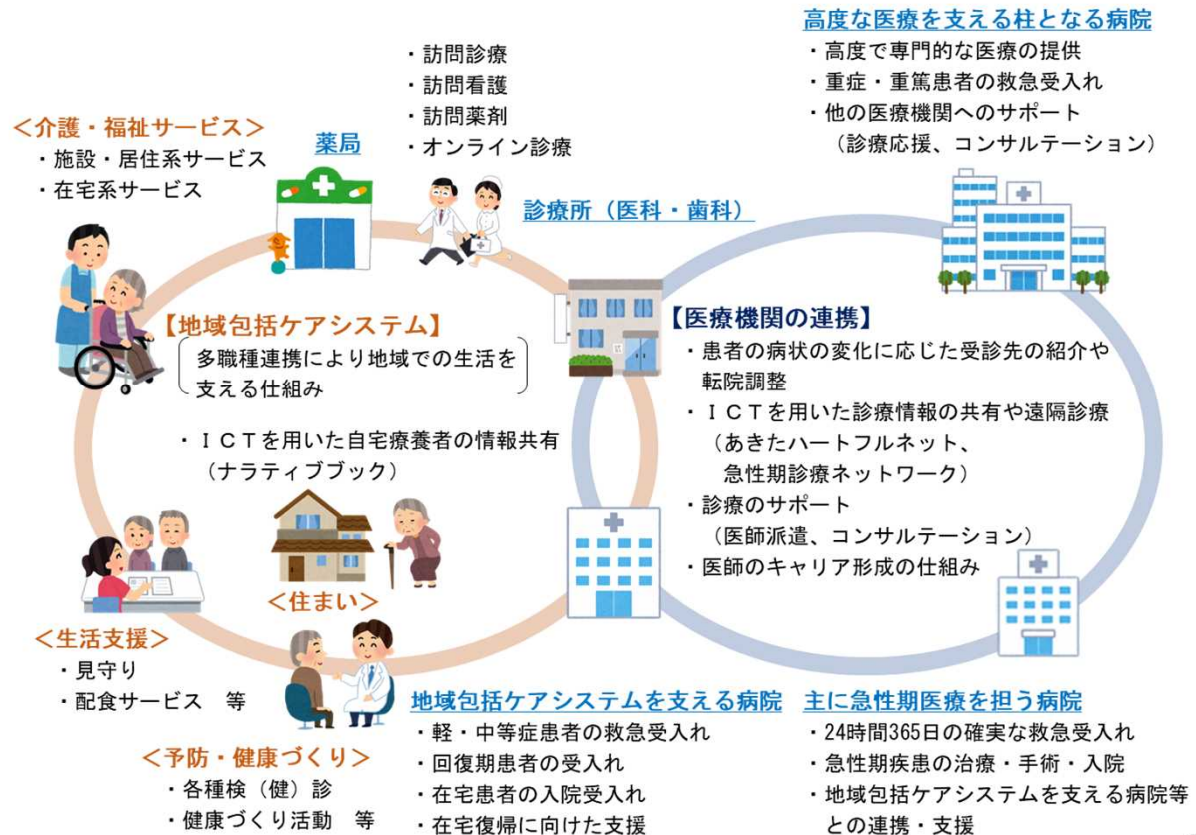 高度な医療を支える柱となる病院
・高度で専門的な医療の提供
・重症・重篤患者の救急受入れ
・他の医療機関へのサポート
（診療応援、コンサルテーション）
・訪問診療
・訪問看護
・訪問薬剤
・オンライン診療
＜介護・福祉サービス＞
・施設・居住系サービス
・在宅系サービス
薬局
診療所（医科・歯科）
【地域包括ケアシステム】
多職種連携により地域での生活を
支える仕組み
・ＩＣＴを用いた自宅療養者の情報共有
（ナラティブブック）
【医療機関の連携】
・患者の病状の変化に応じた受診先の紹介や
転院調整
・ＩＣＴを用いた診療情報の共有や遠隔診療
（あきたハートフルネット、
急性期診療ネットワーク）
・診療のサポート
（医師派遣、コンサルテーション）
・医師のキャリア形成の仕組み
＜住まい＞
＜生活支援＞
・見守り
・配食サービス　等
＜予防・健康づくり＞
・各種検（健）診
・健康づくり活動　等
地域包括ケアシステムを支える病院
・軽・中等症患者の救急受入れ
・回復期患者の受入れ
・在宅患者の入院受入れ
・在宅復帰に向けた支援
主に急性期医療を担う病院
・24時間365日の確実な救急受入れ
・急性期疾患の治療・手術・入院
・地域包括ケアシステムを支える病院等
との連携・支援